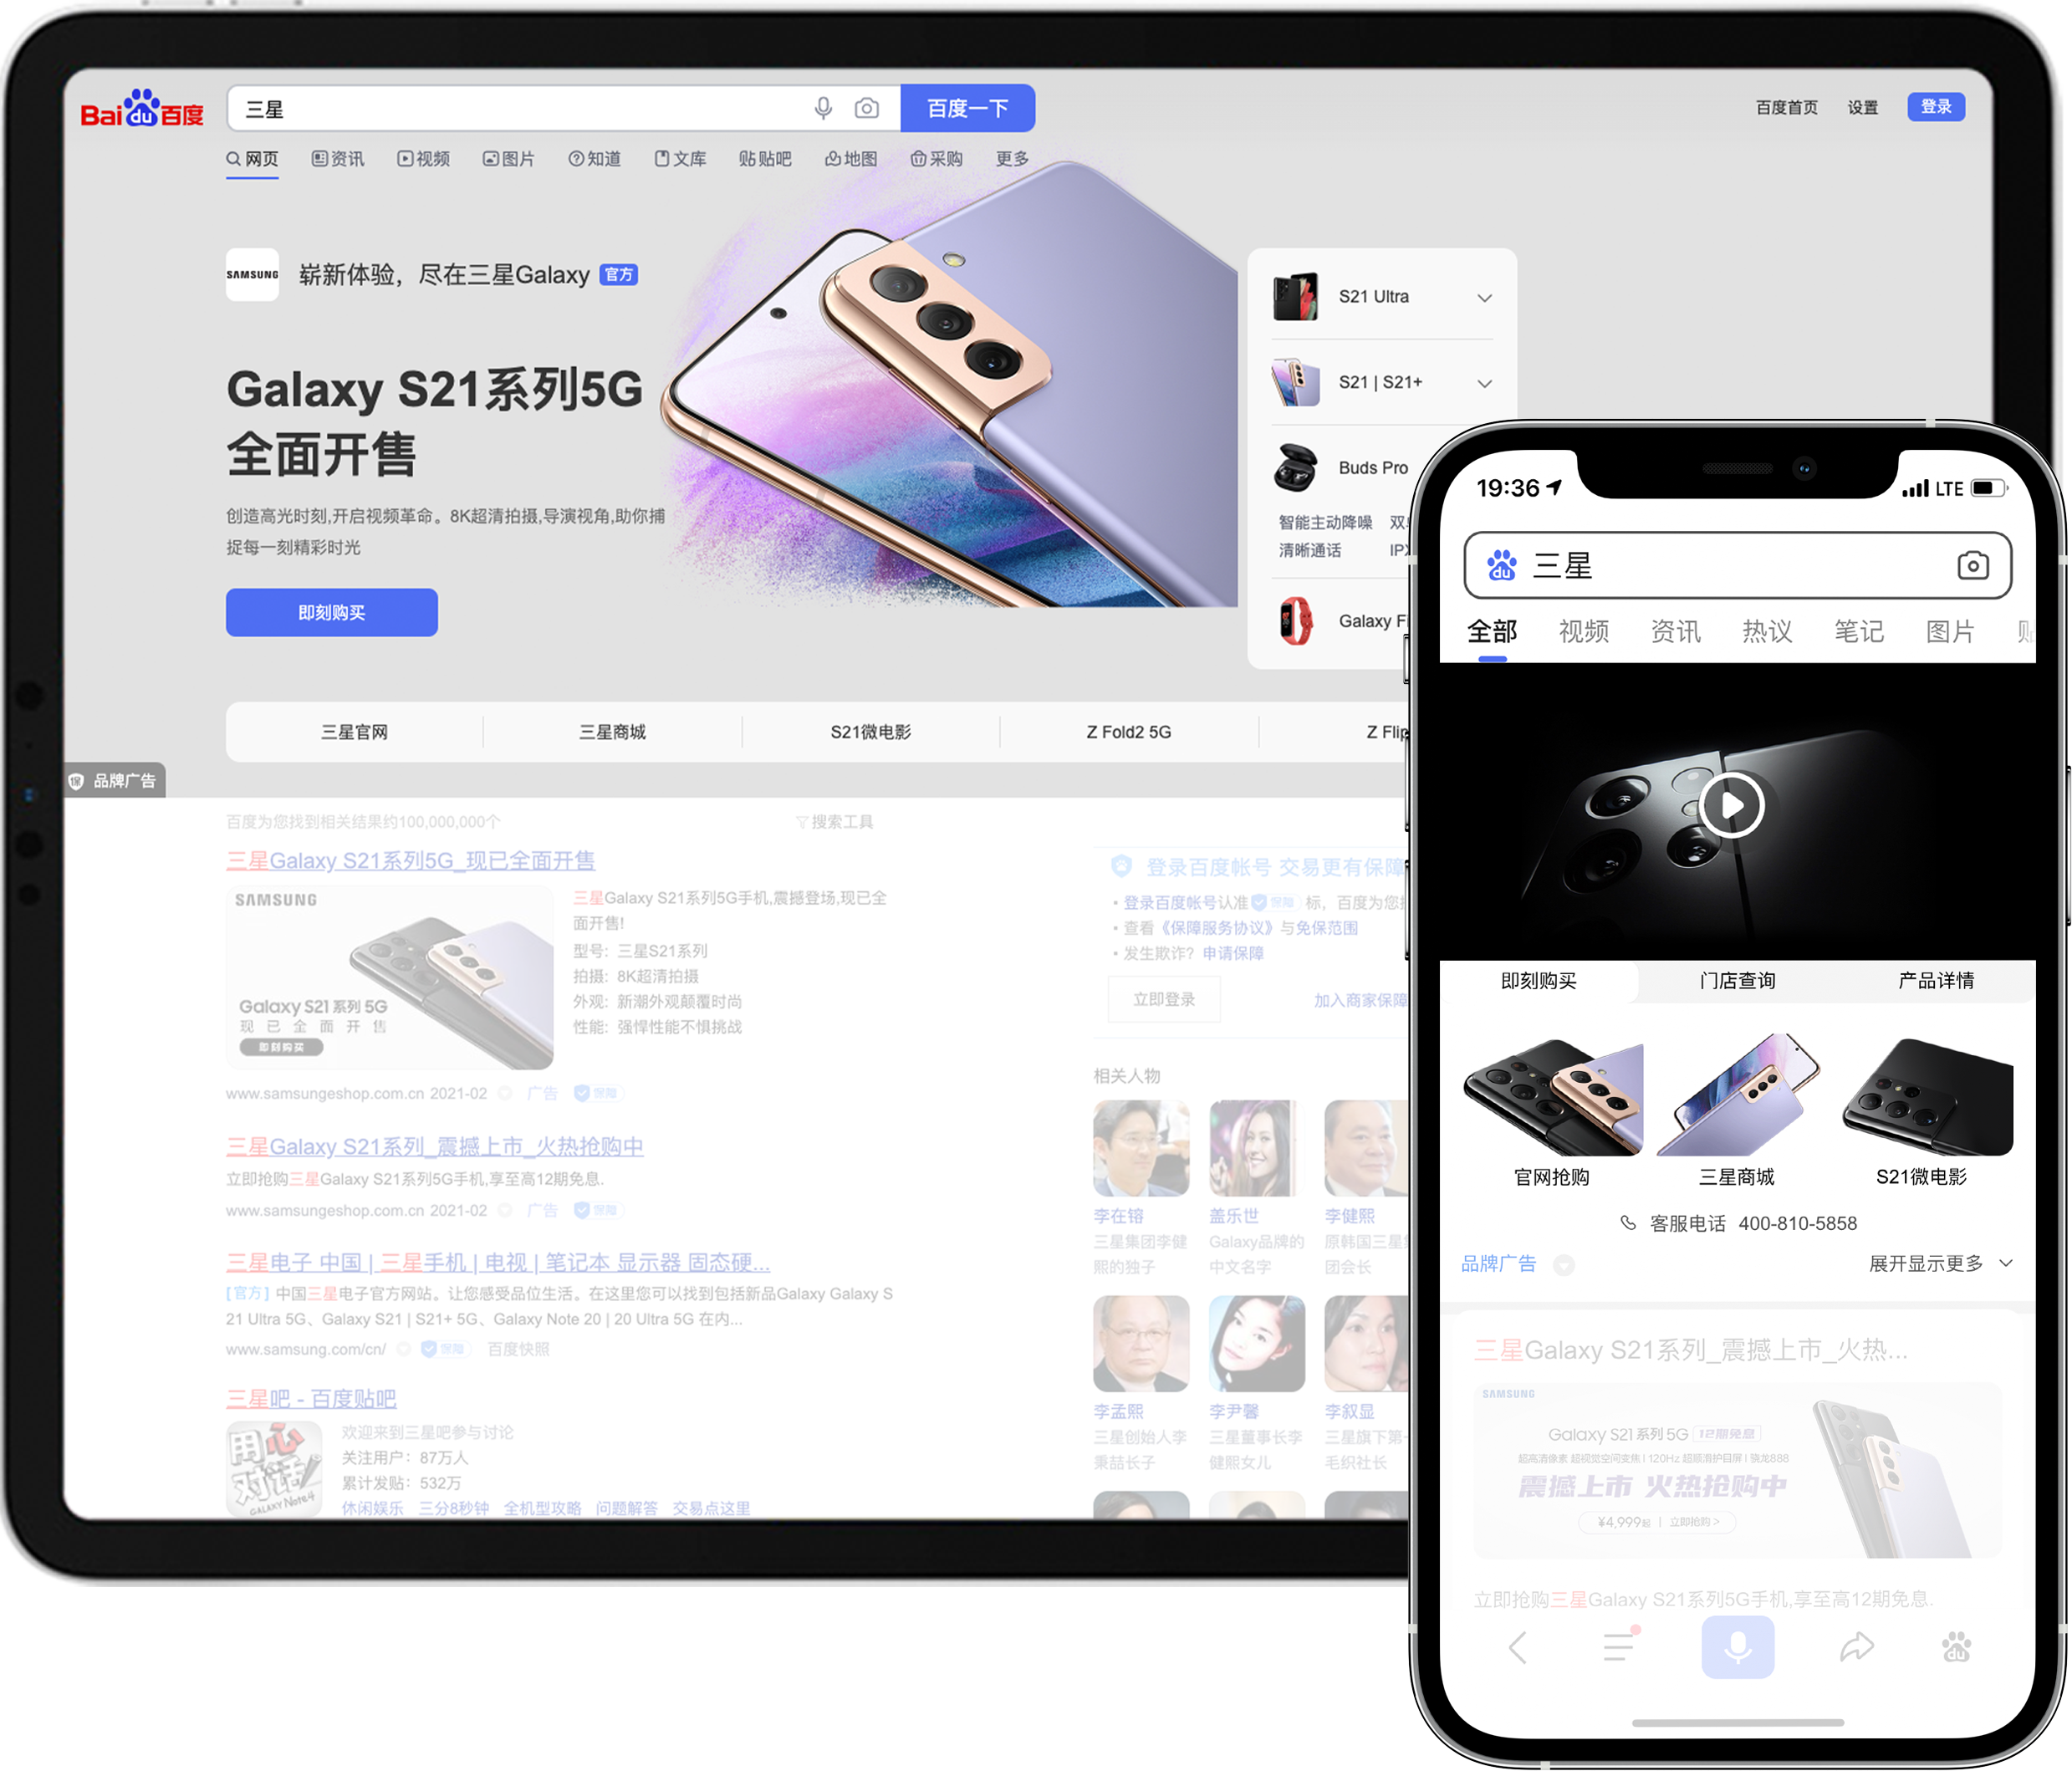 Bai du 百度
三星
百度一下
百度首页 设置 登录
网页 资讯 视频 图片 知道 文库 贴贴吧 地图 采购 更多
SAMSUNG
崭新体验，尽在三星Galaxy 官方
Galaxy S21系列5G
全面开售
创造高光时刻,开启视频革命。8K超清拍摄,导演视角,助你捕
捉每一刻精彩时光
即刻购买
S21 Ultra
S21 | S21+
Buds Pro
智能主动降噪 双
清晰通话 IPX
Galaxy F
三星官网 三星商城 S21微电影 Z Fold2 5G Z Flip
保 品牌广告
百度为您找到相关结果约100,000,000个 搜索工具
三星Galaxy S21系列5G_现已全面开售
SAMSUNG
Galaxy S21 系列 5G
现已全面开售
即刻购买
三星Galaxy S21系列5G手机,震撼登场,现已全
面开售!
型号: 三星S21系列
拍摄: 8K超清拍摄
外观: 新潮外观颠覆时尚
性能: 强悍性能不惧挑战
www.samsungeshop.com.cn 2021-02 广告 保障
三星Galaxy S21系列_震撼上市_火热抢购中
立即抢购三星Galaxy S21系列5G手机,享至高12期免息.
www.samsungeshop.com.cn 2021-02 广告 保障
三星电子 中国 | 三星手机 | 电视 | 笔记本 显示器 固态硬...
[官方] 中国三星电子官方网站。让您感受品位生活。在这里您可以找到包括新品Galaxy Galaxy S
21 Ultra 5G、Galaxy S21 | S21+ 5G、Galaxy Note 20 | 20 Ultra 5G 在内...
www.samsung.com/cn/ 保障 百度快照
三星吧 - 百度贴吧
用心
对话
GALAXY Note4
欢迎来到三星吧参与讨论
关注用户: 87万人
累计发贴: 532万
休闲娱乐 三分8秒钟 全机型攻略 问题解答 交易点这里
登录百度帐号 交易更有保障
• 登录百度帐号认准 保障 标，百度为您
• 查看《保障服务协议》与免保范围
• 发生欺诈？申请保障
立即登录 加入商家保障
相关人物
李在镕 盖乐世 李健熙
三星集团李健 Galaxy品牌的 原韩国三星
熙的独子 中文名字 团会长
李孟熙 李尹馨 李叙显
三星创始人李 三星董事长李 三星旗下第一
秉喆长子 健熙女儿 毛织社长
19:36 LTE
du 三星
全部 视频 资讯 热议 笔记 图片 贴
即刻购买 门店查询 产品详情
官网抢购 三星商城 S21微电影
客服电话 400-810-5858
品牌广告 展开显示更多
三星Galaxy S21系列_震撼上市_火热...
SAMSUNG
Galaxy S21 系列 5G 12期免息
超高清像素 超视觉空间变焦 | 120Hz 超顺滑护目屏 | 骁龙888
震撼上市 火热抢购中
¥4,999起 | 立即抢购 >
立即抢购三星Galaxy S21系列5G手机,享至高12期免息.
du